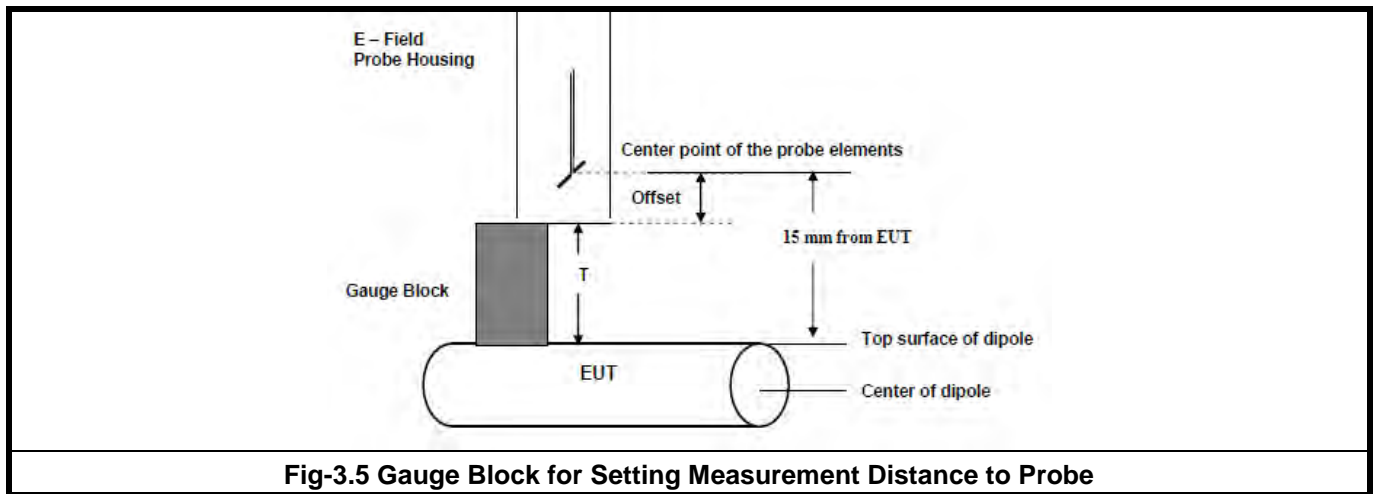 E – Field
Probe Housing
Center point of the probe elements
Offset
15 mm from EUT
T
Gauge Block
Top surface of dipole
EUT
Center of dipole
Fig-3.5 Gauge Block for Setting Measurement Distance to Probe